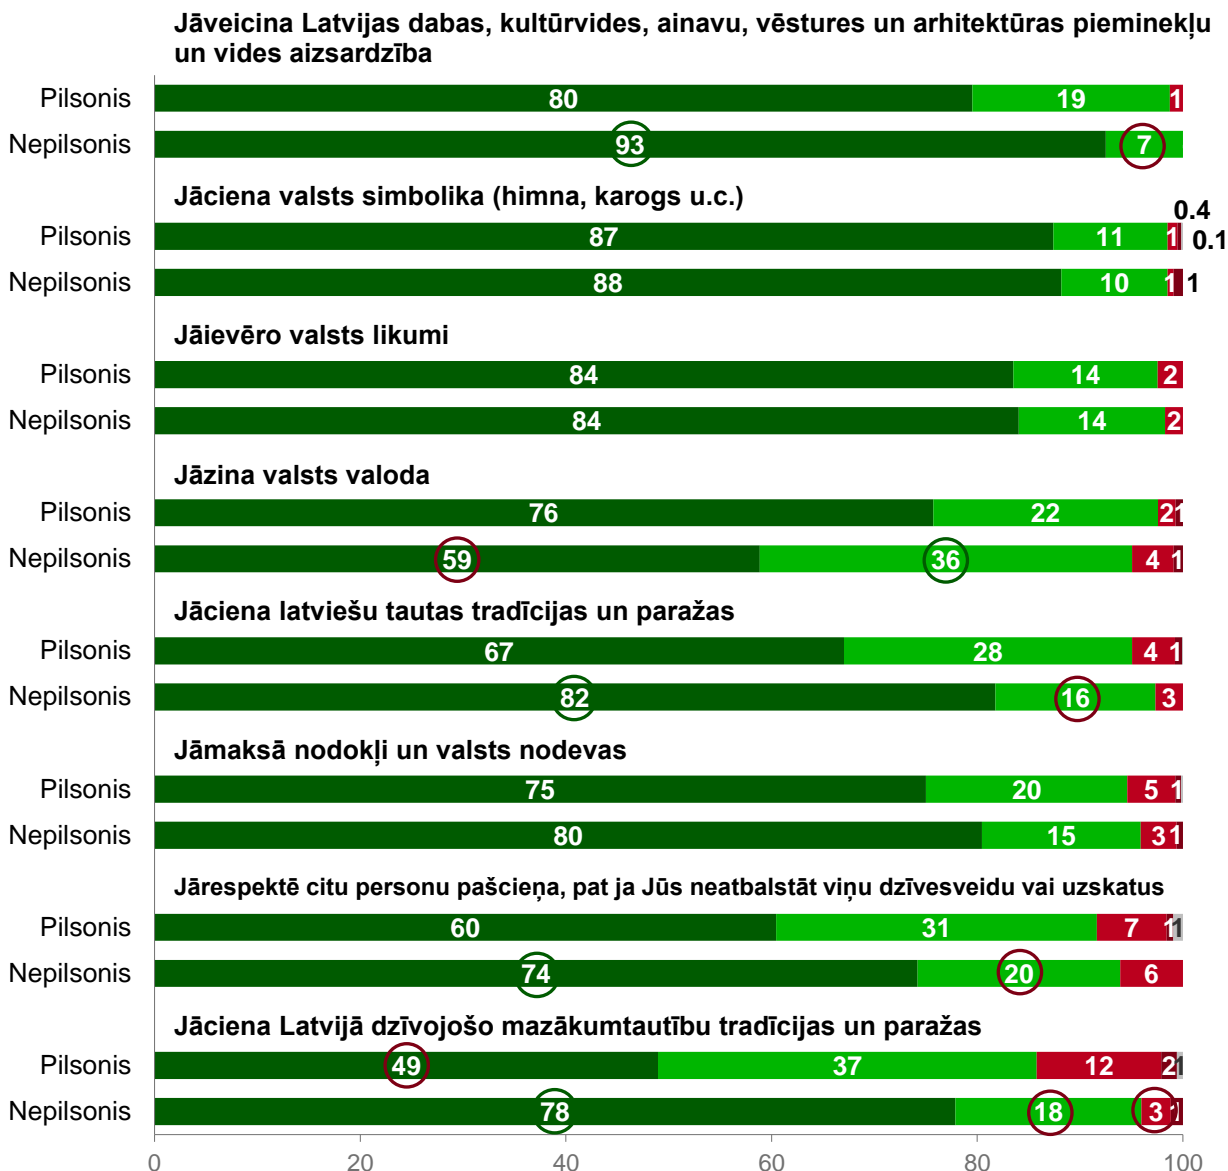 Jāveicina Latvijas dabas, kultūrvides, ainavu, vēstures un arhitektūras pieminekļu
un vides aizsardzība
Pilsonis 80 19 1
Nepilsonis 93 7
Jāciena valsts simbolika (himna, karogs u.c.)
0.4
Pilsonis 87 11 1 0.1
Nepilsonis 88 10 1 1
Jāievēro valsts likumi
Pilsonis 84 14 2
Nepilsonis 84 14 2
Jāzina valsts valoda
Pilsonis 76 22 2 1
Nepilsonis 59 36 4 1
Jāciena latviešu tautas tradīcijas un paražas
Pilsonis 67 28 4 1
Nepilsonis 82 16 3
Jāmaksā nodokļi un valsts nodevas
Pilsonis 75 20 5 1
Nepilsonis 80 15 3 1
Jārespektē citu personu pašcieņa, pat ja Jūs neatbalstāt viņu dzīvesveidu vai uzskatus
Pilsonis 60 31 7 1 1
Nepilsonis 74 20 6
Jāciena Latvijā dzīvojošo mazākumtautību tradīcijas un paražas
Pilsonis 49 37 12 2 1
Nepilsonis 78 18 3 1
0 20 40 60 80 100